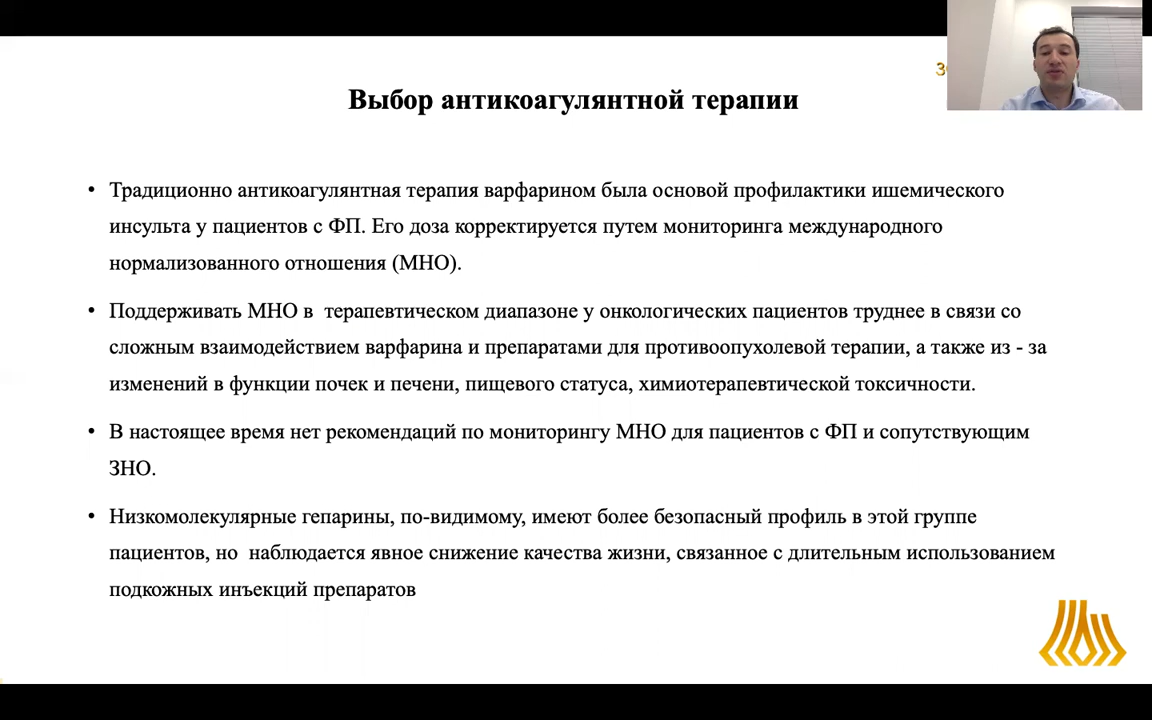 Выбор антикоагулянтной терапии
• Традиционно антикоагулянтная терапия варфарином была основой профилактики ишемического
инсульта у пациентов с ФП. Его доза корректируется путем мониторинга международного
нормализованного отношения (МНО).
• Поддерживать МНО в  терапевтическом диапазоне у онкологических пациентов труднее в связи со
сложным взаимодействием варфарина и препаратами для противоопухолевой терапии, а также из - за
изменений в функции почек и печени, пищевого статуса, химиотерапевтической токсичности.
• В настоящее время нет рекомендаций по мониторингу МНО для пациентов с ФП и сопутствующим
ЗНО.
• Низкомолекулярные гепарины, по-видимому, имеют более безопасный профиль в этой группе
пациентов, но  наблюдается явное снижение качества жизни, связанное с длительным использованием
подкожных инъекций препаратов